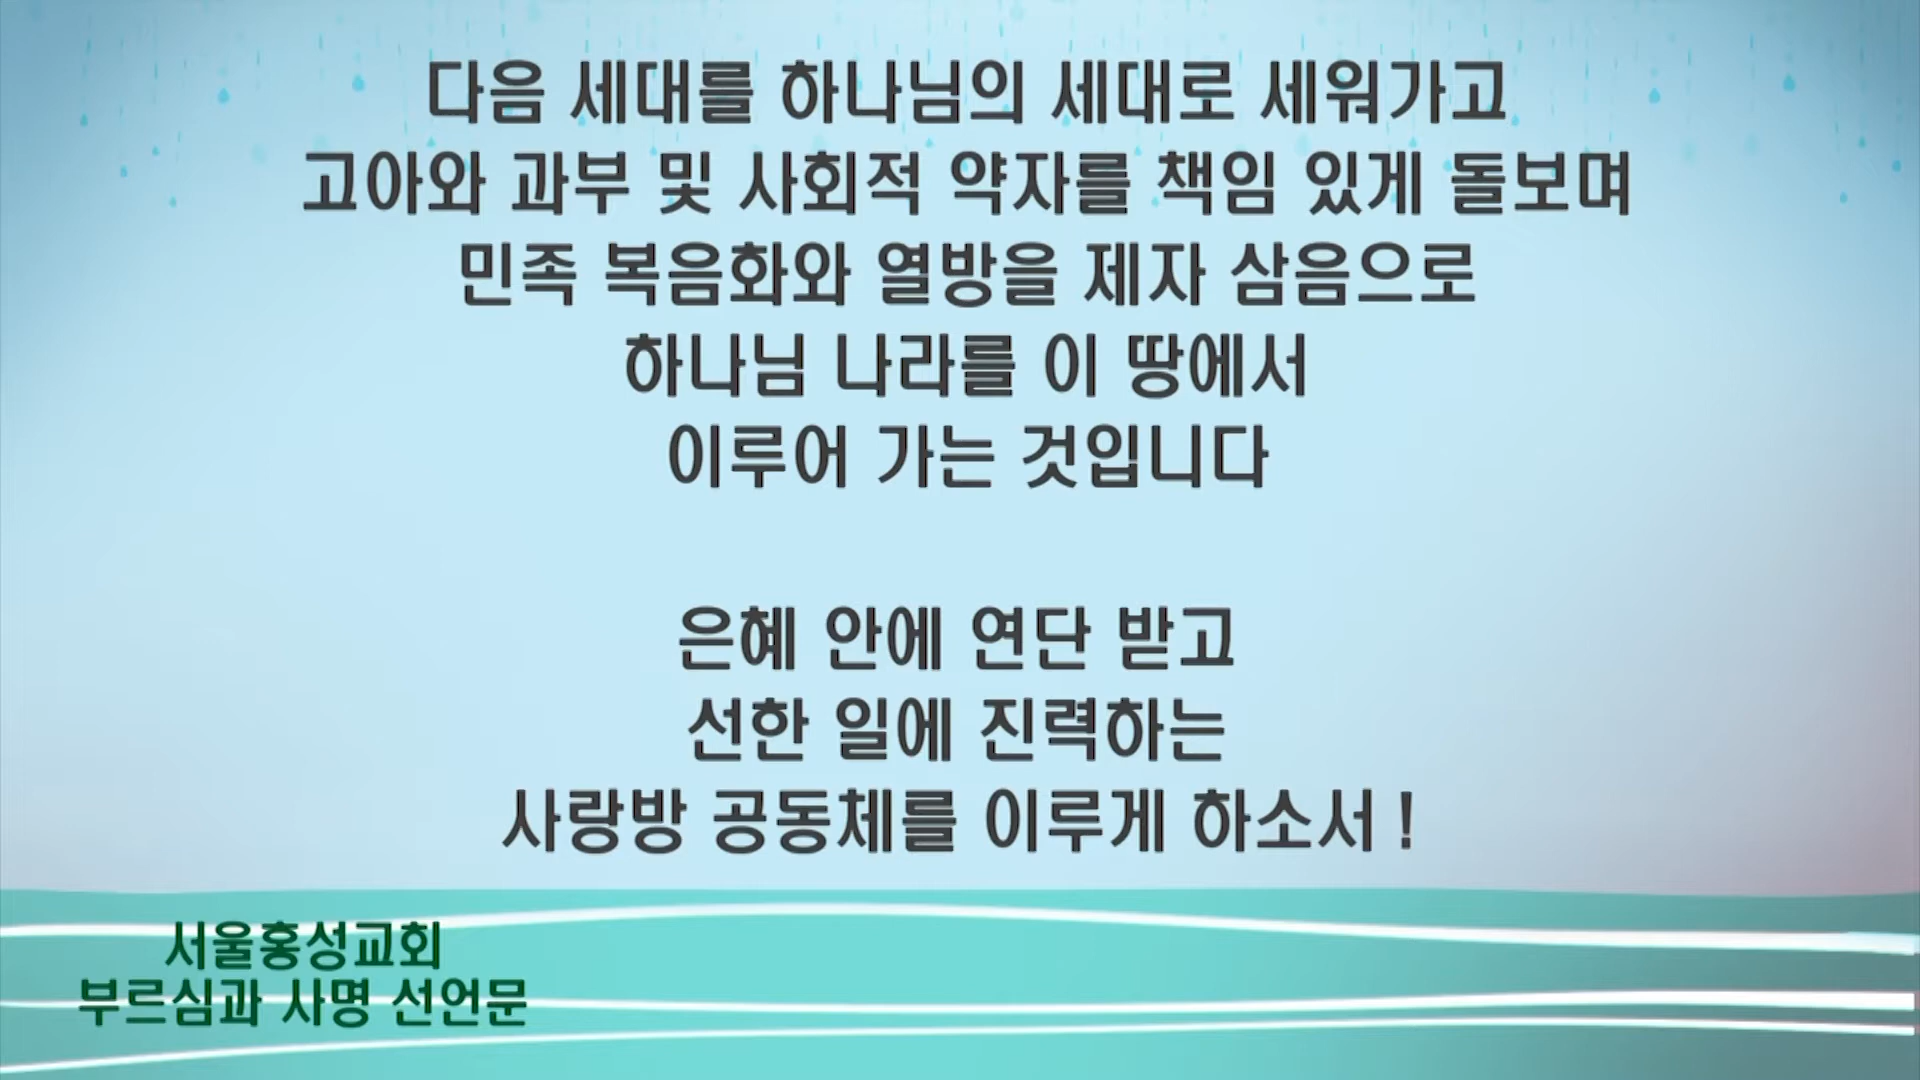 다음 세대를 하나님의 세대로 세워가고
고아와 과부 및 사회적 약자를 책임 있게 돌보며
민족 복음화와 열방을 제자 삼음으로
하나님 나라를 이 땅에서
이루어 가는 것입니다
은혜 안에 연단 받고
선한 일에 진력하는
사랑방 공동체를 이루게 하소서!
서울홍성교회
부르심과 사명 선언문